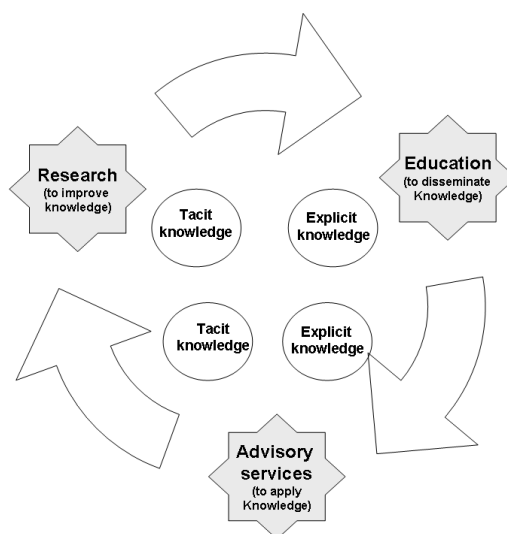 Research
(to improve
knowledge)
Education
(to disseminate
Knowledge)
Tacit
knowledge
Explicit
knowledge
Tacit
knowledge
Explicit
knowledge
Advisory
services
(to apply
Knowledge)